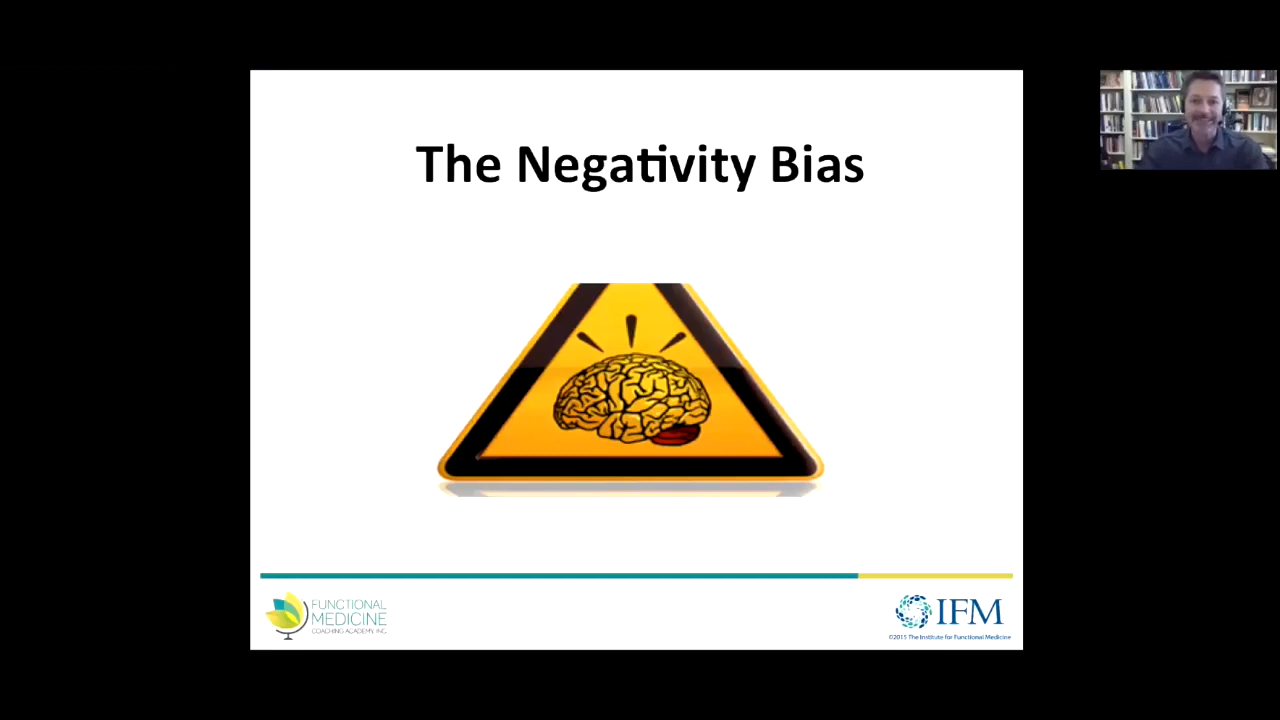 The Negativity Bias
FUNCTIONAL
MEDICINE
COACHING ACADEMY, INC.
IFM
©2015 The Institute for Functional Medicine